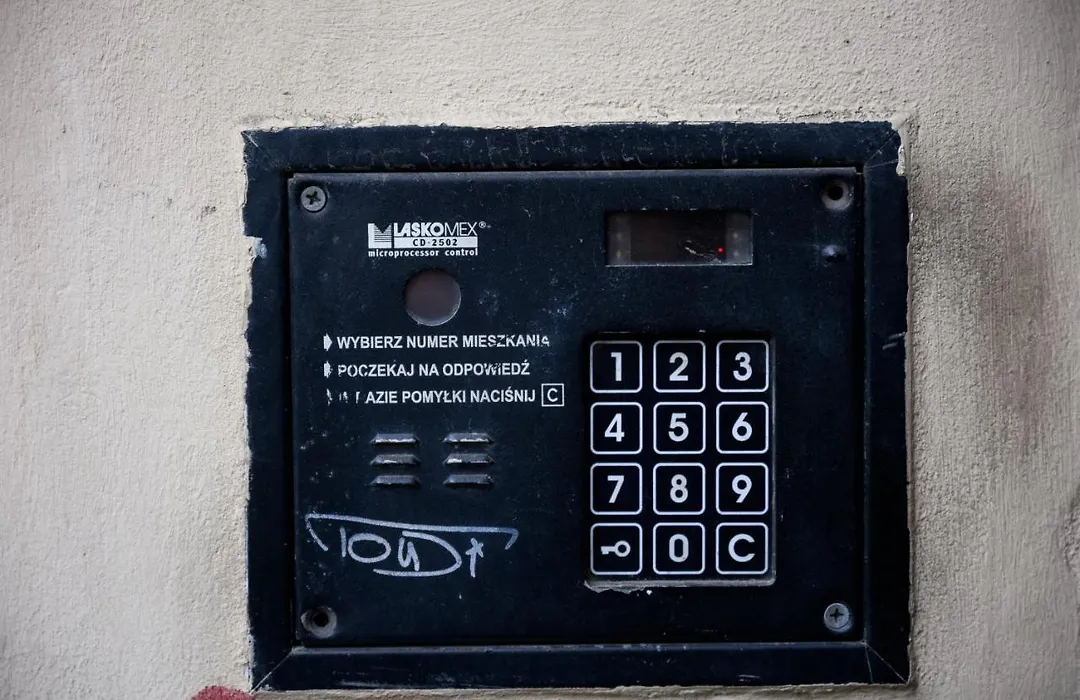 LASKOMEX®
CD-2502
microprocessor control
WYBIERZ NUMER MIESZKANIA
POCZEKAJ NA ODPOWIEDŹ
AZIE POMYŁKI NACIŚNIJ C
1 2 3
4 5 6
7 8 9
0 C